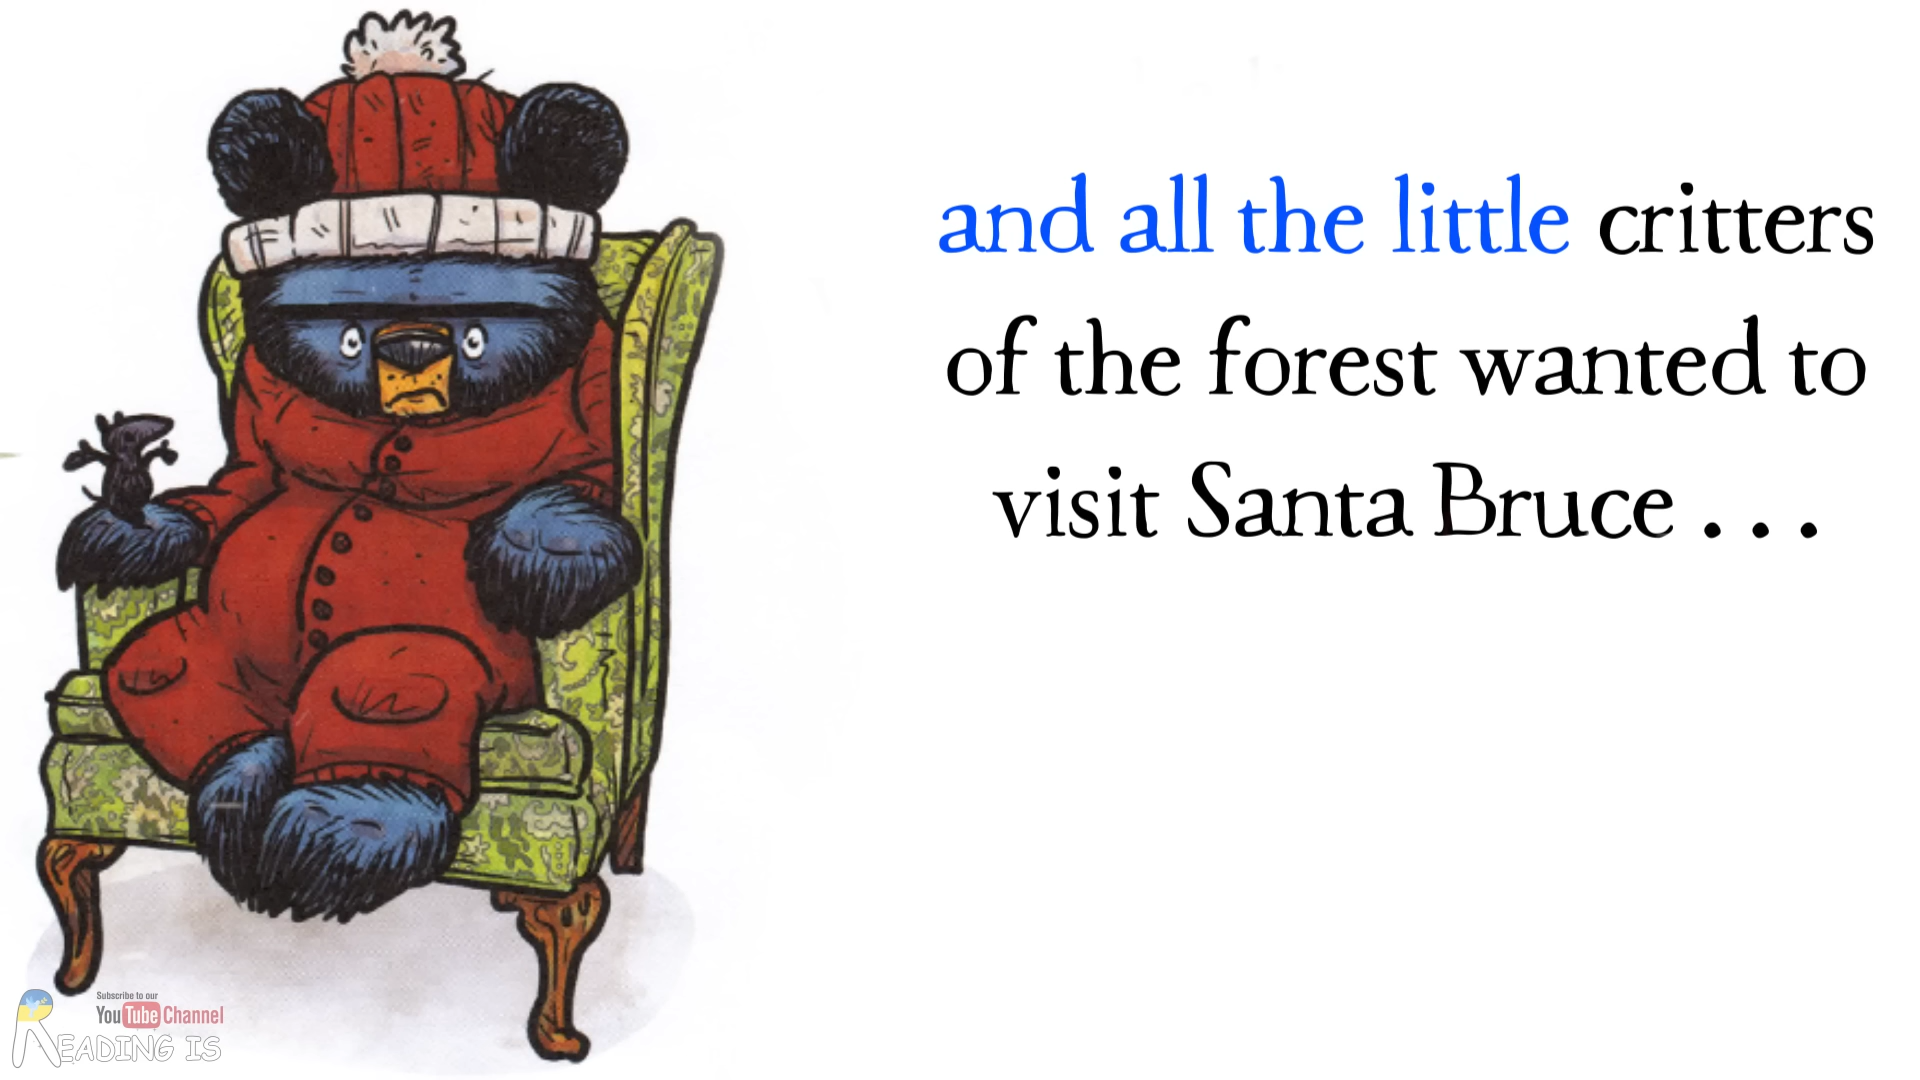 and all the little critters
of the forest wanted to
visit Santa Bruce . . .
Subscribe to our
YouTube Channel
READING IS